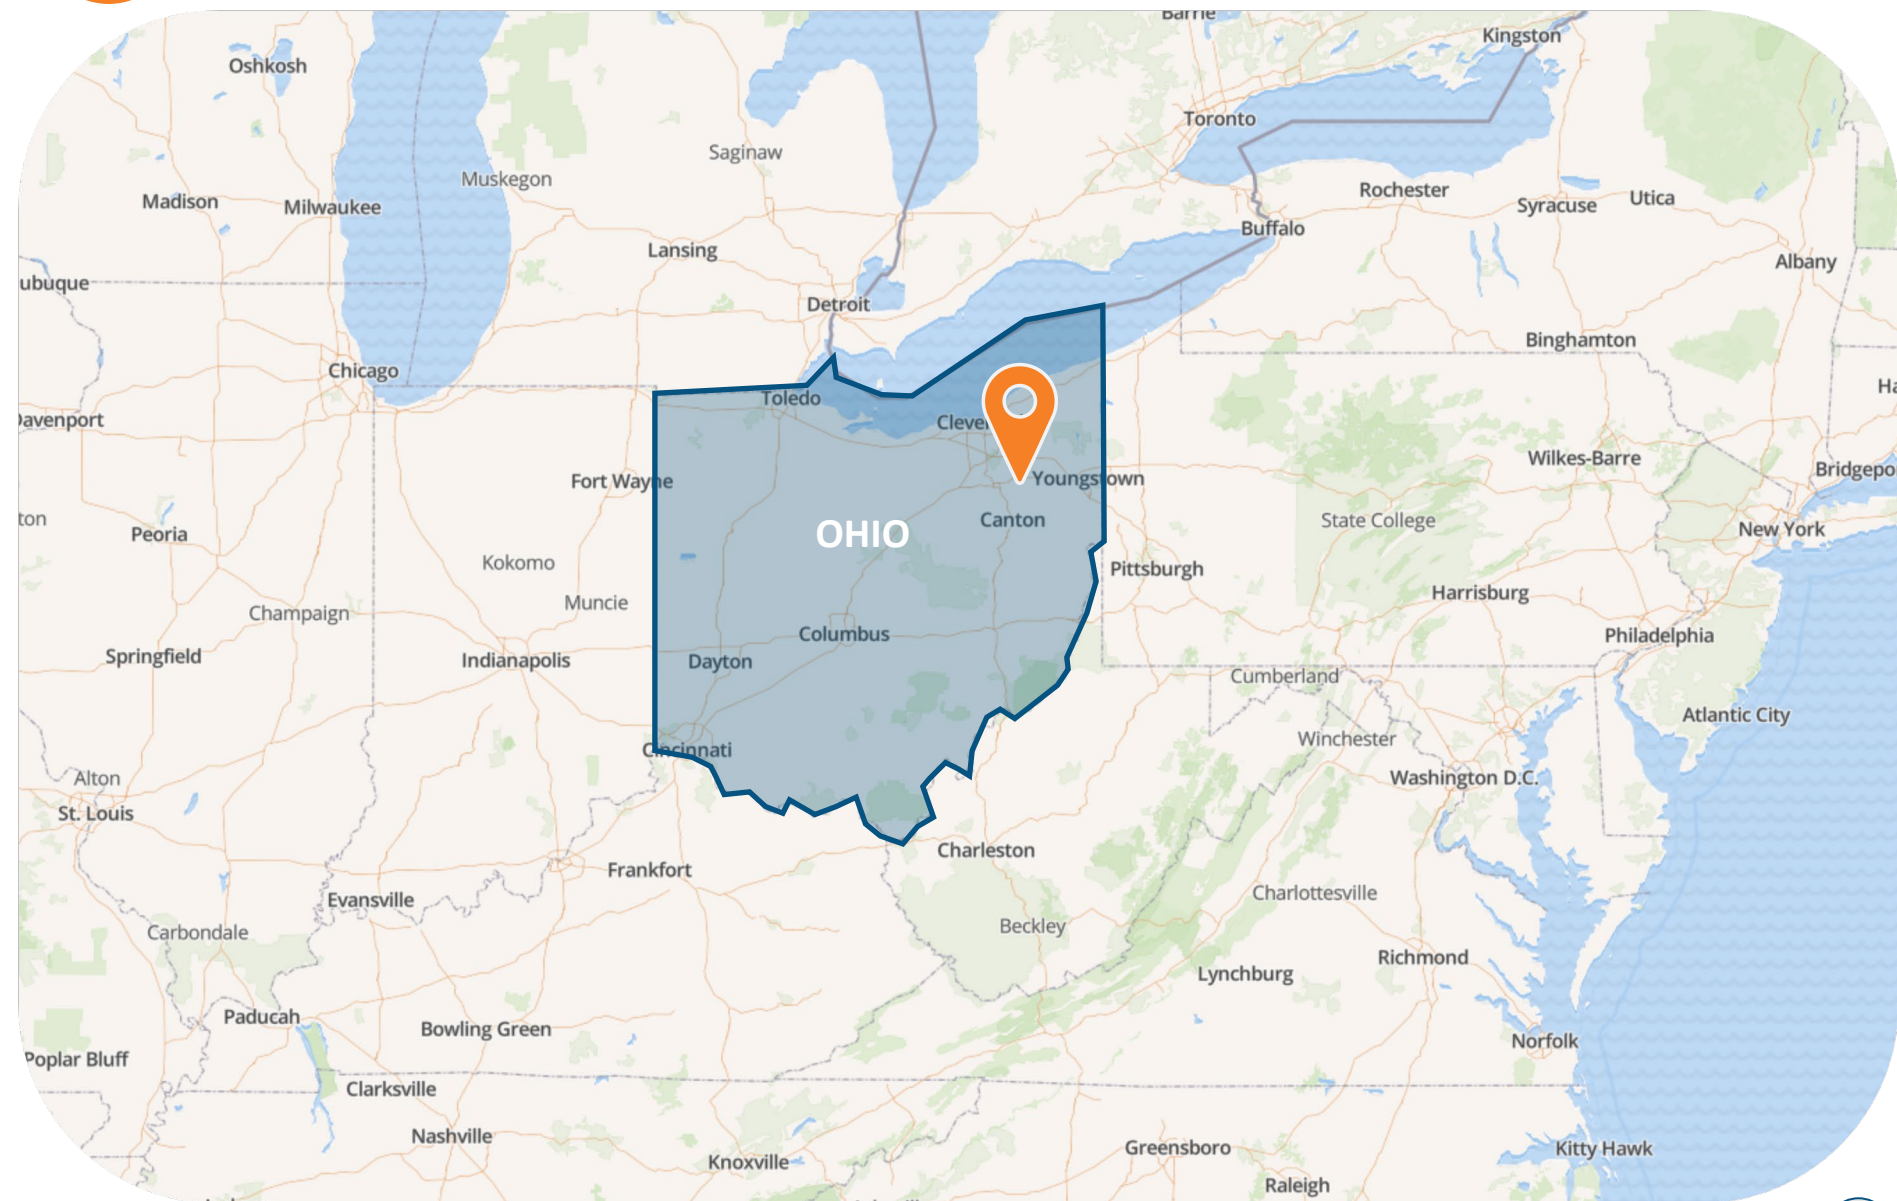 Barrie
Kingston
Oshkosh
Toronto
Saginaw
Muskegon
Rochester
Madison
Milwaukee
Syracuse
Utica
Buffalo
Lansing
Albany
ubuque
Detroit
Binghamton
Chicago
Ha
Toledo
Davenport
Cleve
Wilkes-Barre
Bridgepo
Fort Wayne
Youngstown
ton
Canton
State College
New York
Peoria
OHIO
Kokomo
Pittsburgh
Muncie
Harrisburg
Champaign
Columbus
Philadelphia
Springfield
Indianapolis
Dayton
Cumberland
Atlantic City
Winchester
Cincinnati
Alton
Washington D.C.
St. Louis
Charleston
Frankfort
Charlottesville
Evansville
Beckley
Carbondale
Richmond
Lynchburg
Paducah
Bowling Green
Norfolk
Poplar Bluff
Clarksville
Nashville
Greensboro
Kitty Hawk
Knoxville
Raleigh